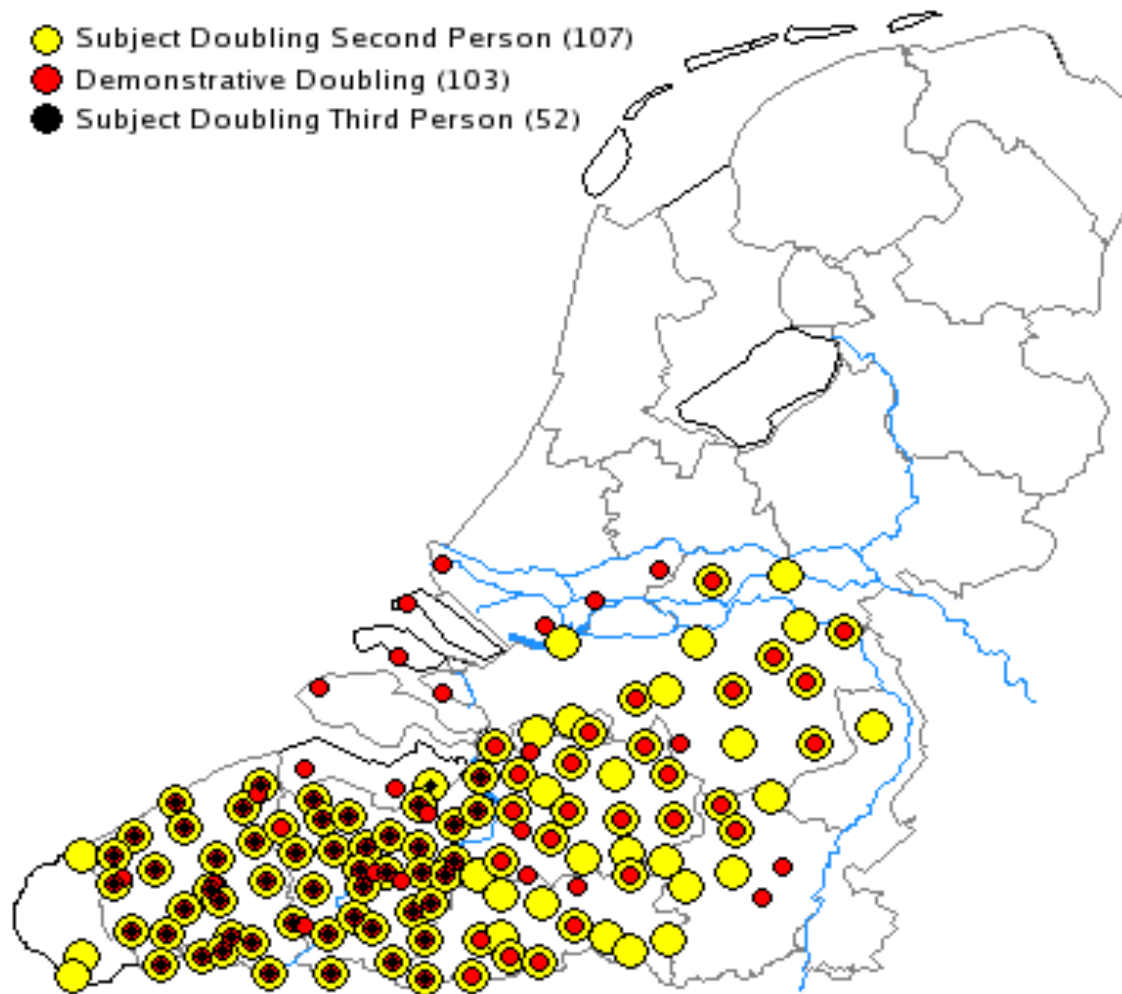 Subject Doubling Second Person (107)
Demonstrative Doubling (103)
Subject Doubling Third Person (52)